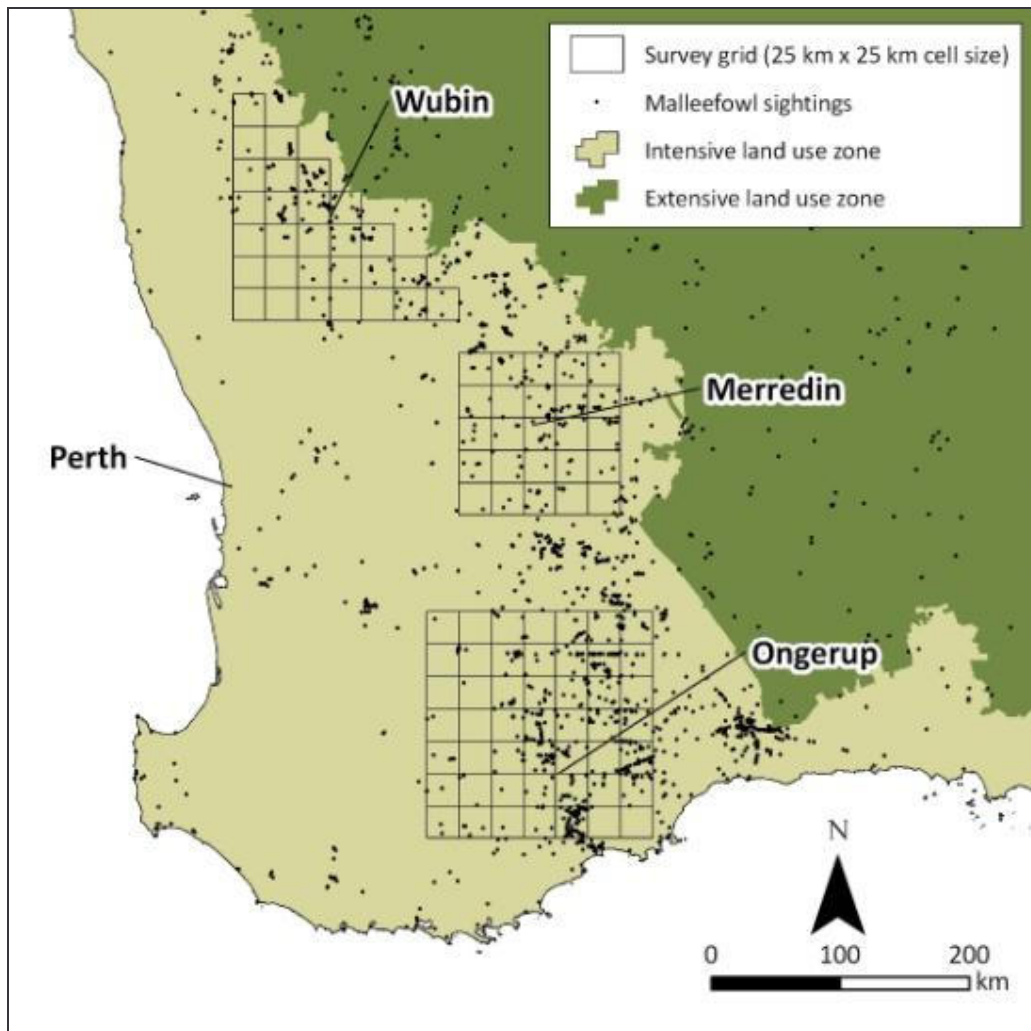 Survey grid (25 km x 25 km cell size)
Malleefowl sightings
Intensive land use zone
Extensive land use zone
Wubin
Merredin
Perth
Ongerup
N
0 100 200
km